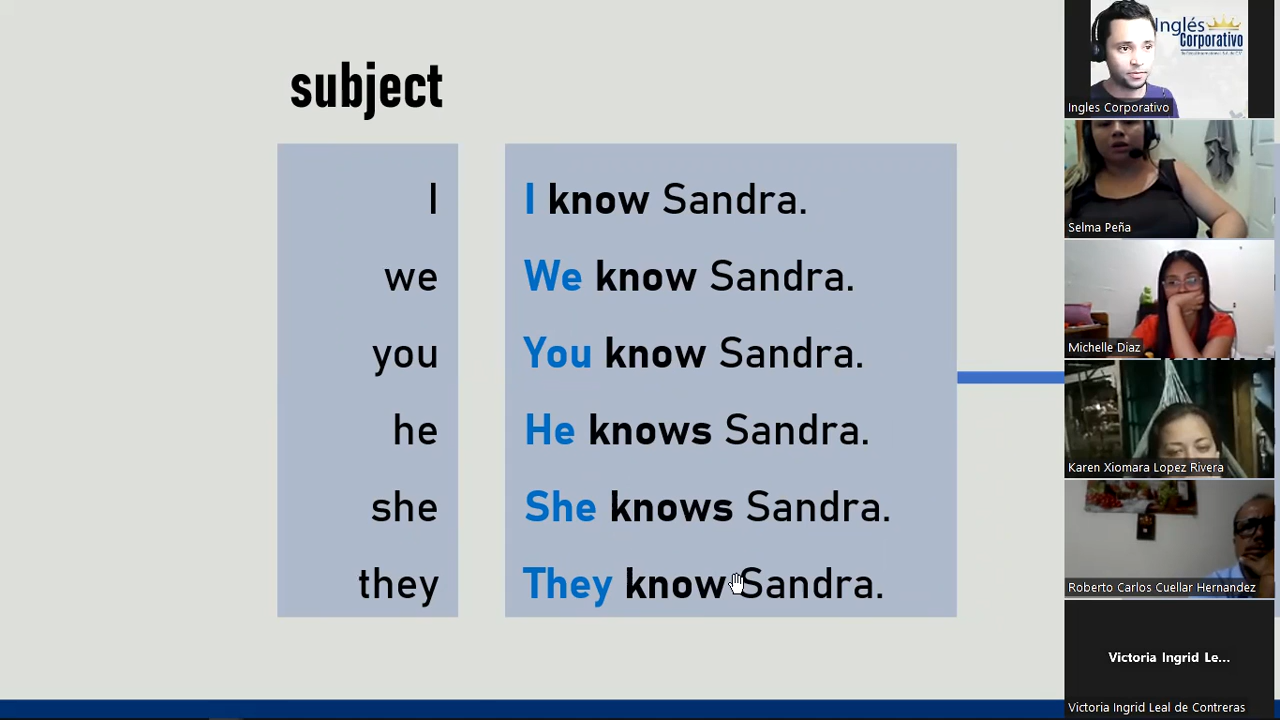 subject
I
we
you
he
she
they
I know Sandra.
We know Sandra.
You know Sandra.
He knows Sandra.
She knows Sandra.
They know Sandra.
Inglés
Corporativo
Ingles Corporativo
Selma Peña
Michelle Diaz
Karen Xiomara Lopez Rivera
Roberto Carlos Cuellar Hernandez
Victoria Ingrid Le...
Victoria Ingrid Leal de Contreras